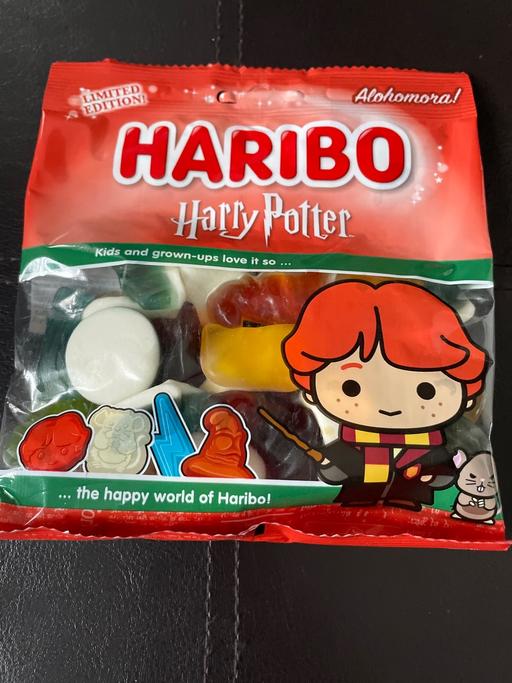 LIMITED
EDITION!
Alohomora!
HARIBO
Harry Potter
Kids and grown-ups love it so ...
... the happy world of Haribo!